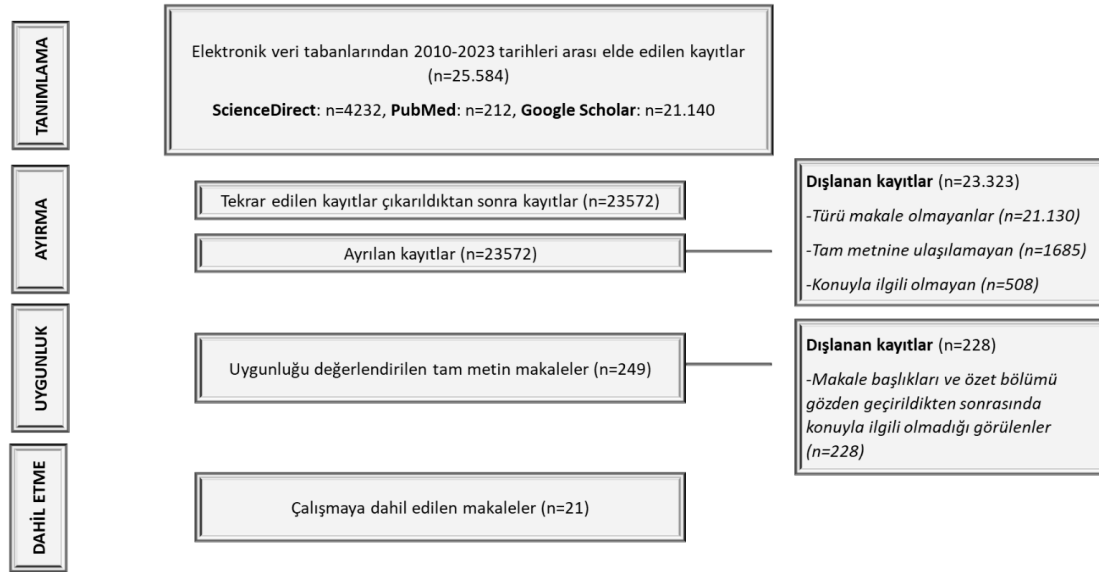 TANIMLAMA
Elektronik veri tabanlarından 2010-2023 tarihleri arası elde edilen kayıtlar
(n=25.584)
ScienceDirect: n=4232, PubMed: n=212, Google Scholar: n=21.140
AYIRMA
Tekrar edilen kayıtlar çıkarıldıktan sonra kayıtlar (n=23572)
Ayrılan kayıtlar (n=23572)
Dışlanan kayıtlar (n=23.323)
-Türü makale olmayanlar (n=21.130)
-Tam metnine ulaşılamayan (n=1685)
-Konuyla ilgili olmayan (n=508)
UYGUNLUK
Uygunluğu değerlendirilen tam metin makaleler (n=249)
Dışlanan kayıtlar (n=228)
-Makale başlıkları ve özet bölümü
gözden geçirildikten sonrasında
konuyla ilgili olmadığı görülenler
(n=228)
DAHİL ETME
Çalışmaya dahil edilen makaleler (n=21)